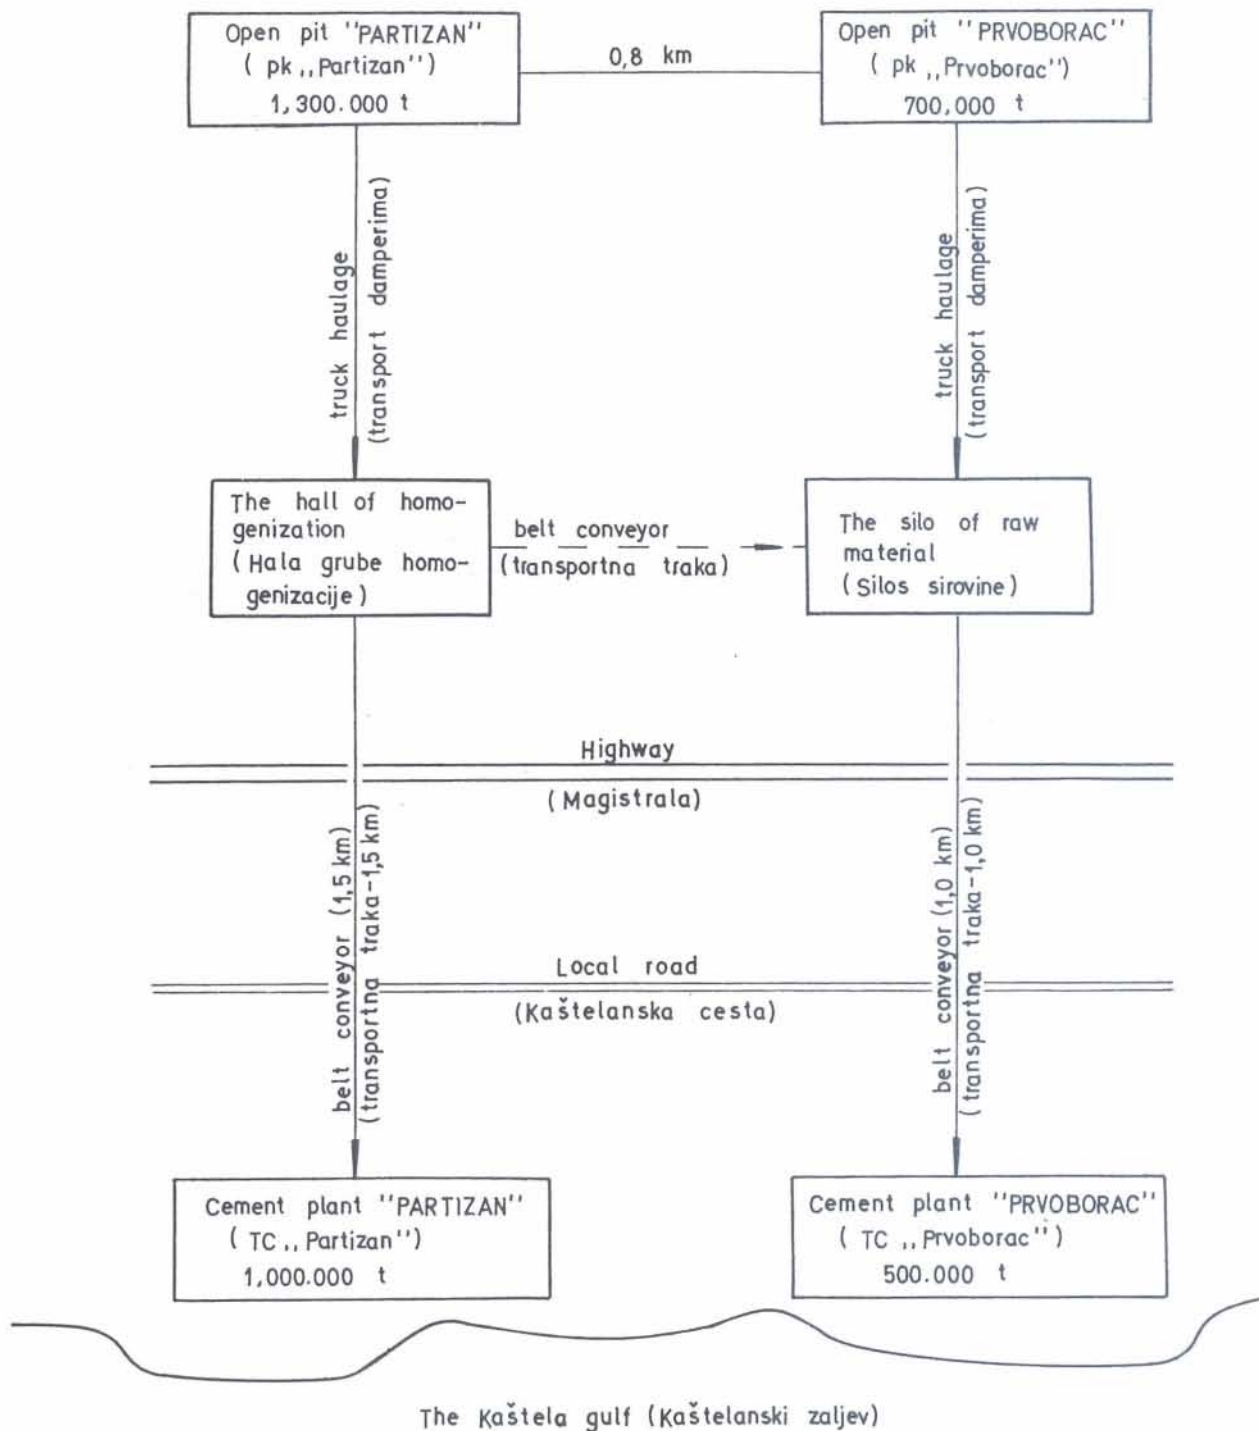 Open pit "PARTIZAN"
( pk „Partizan")
1,300.000 t
0,8 km
Open pit "PRVOBORAC"
( pk „Prvoborac")
700,000 t
truck haulage
(transport damperima)
truck haulage
(transport damperima)
The hall of homo-
genization
(Hala grube homo-
genizacije)
belt conveyor
(transportna traka)
The silo of raw
material
(Silos sirovine)
Highway
(Magistrala)
belt conveyor (1,5 km)
(transportna traka-1,5 km)
belt conveyor (1,0 km)
(transportna traka-1,0 km)
Local road
(Kaštelanska cesta)
Cement plant "PARTIZAN"
( TC „Partizan")
1,000.000 t
Cement plant "PRVOBORAC"
( TC „Prvoborac")
500.000 t
The Kaštela gulf (Kaštelanski zaljev)